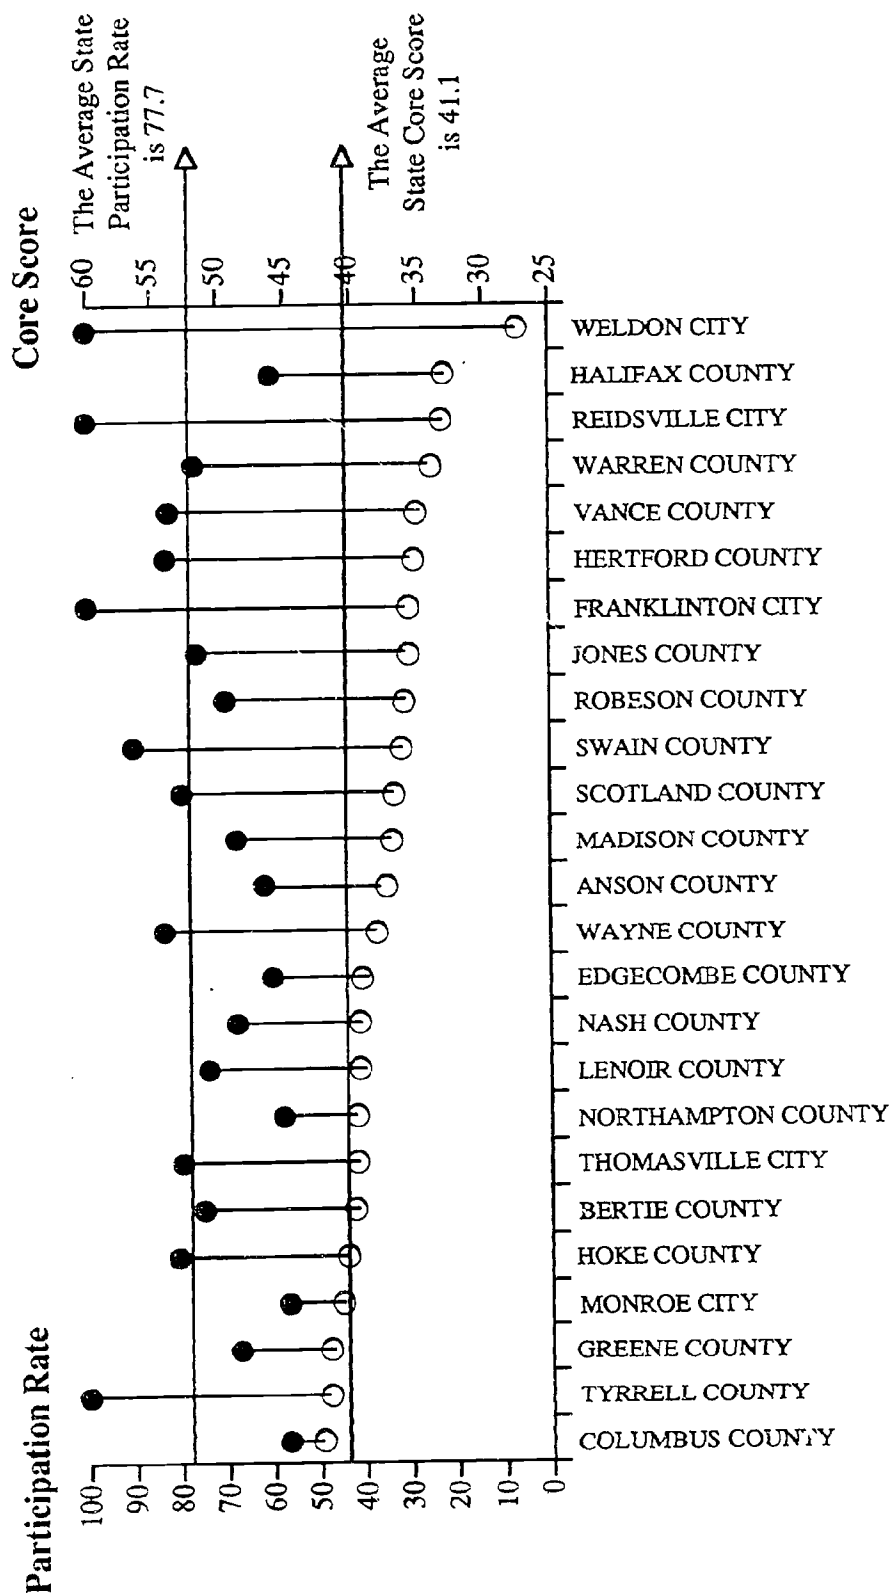 Core Score
The Average State
Participation Rate
is 77.7
The Average
State Core Score
is 41.1
60
55
50
45
40
35
30
25
WELDON CITY
HALIFAX COUNTY
REIDSVILLE CITY
WARREN COUNTY
VANCE COUNTY
HERTFORD COUNTY
FRANKLINTON CITY
JONES COUNTY
ROBESON COUNTY
SWAIN COUNTY
SCOTLAND COUNTY
MADISON COUNTY
ANSON COUNTY
WAYNE COUNTY
EDGECOMBE COUNTY
NASH COUNTY
LENOIR COUNTY
NORTHAMPTON COUNTY
THOMASVILLE CITY
BERTIE COUNTY
HOKE COUNTY
MONROE CITY
GREENE COUNTY
TYRRELL COUNTY
COLUMBUS COUNTY
Participation Rate
100
90
80
70
60
50
40
30
20
10
0